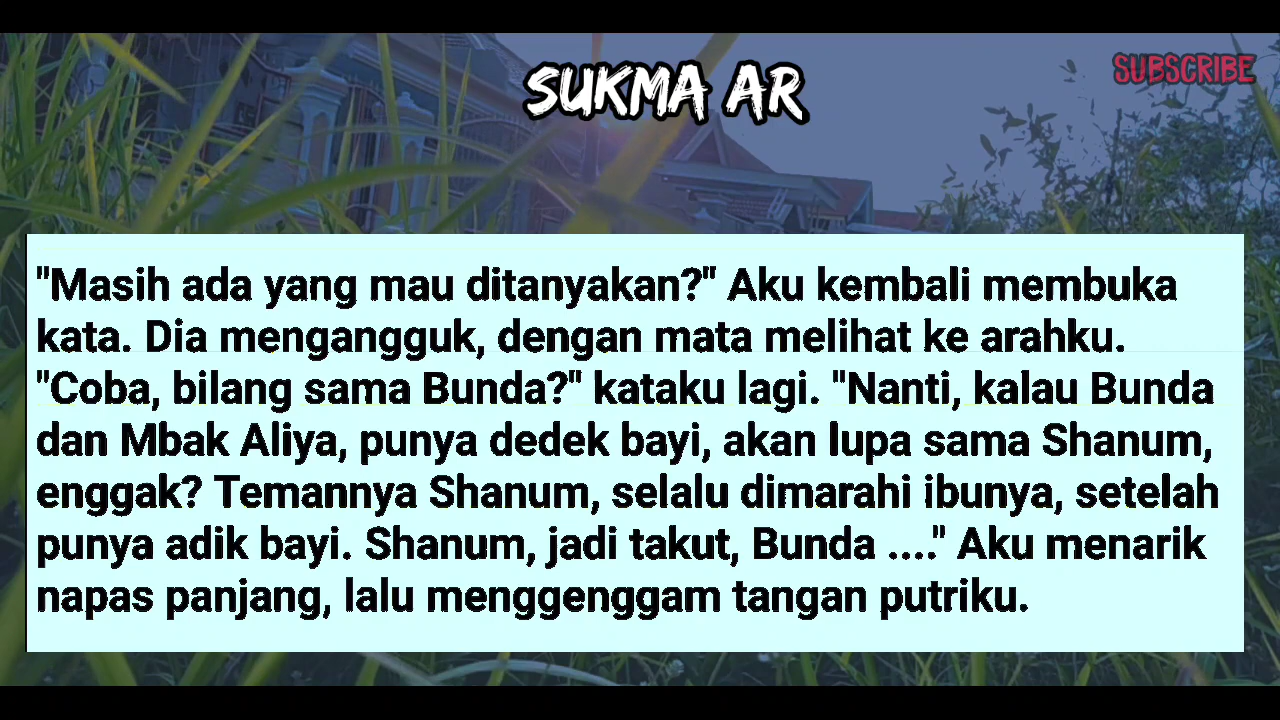 SUKMA AR
SUBSCRIBE
"Masih ada yang mau ditanyakan?" Aku kembali membuka
kata. Dia mengangguk, dengan mata melihat ke arahku.
"Coba, bilang sama Bunda?" kataku lagi. "Nanti, kalau Bunda
dan Mbak Aliya, punya dedek bayi, akan lupa sama Shanum,
enggak? Temannya Shanum, selalu dimarahi ibunya, setelah
punya adik bayi. Shanum, jadi takut, Bunda ...." Aku menarik
napas panjang, lalu menggenggam tangan putriku.